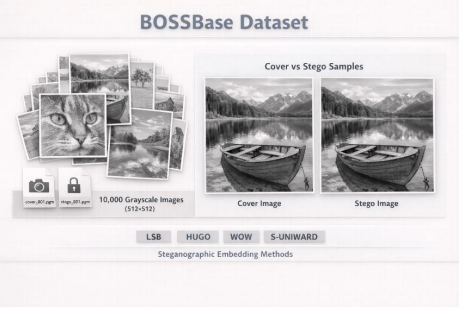 BOSSBase Dataset
Cover vs Stego Samples
cover_001.pgm
stego_001.pgm
10,000 Grayscale Images
(512×512)
Cover Image
Stego Image
LSB
HUGO
WOW
S-UNIWARD
Steganographic Embedding Methods